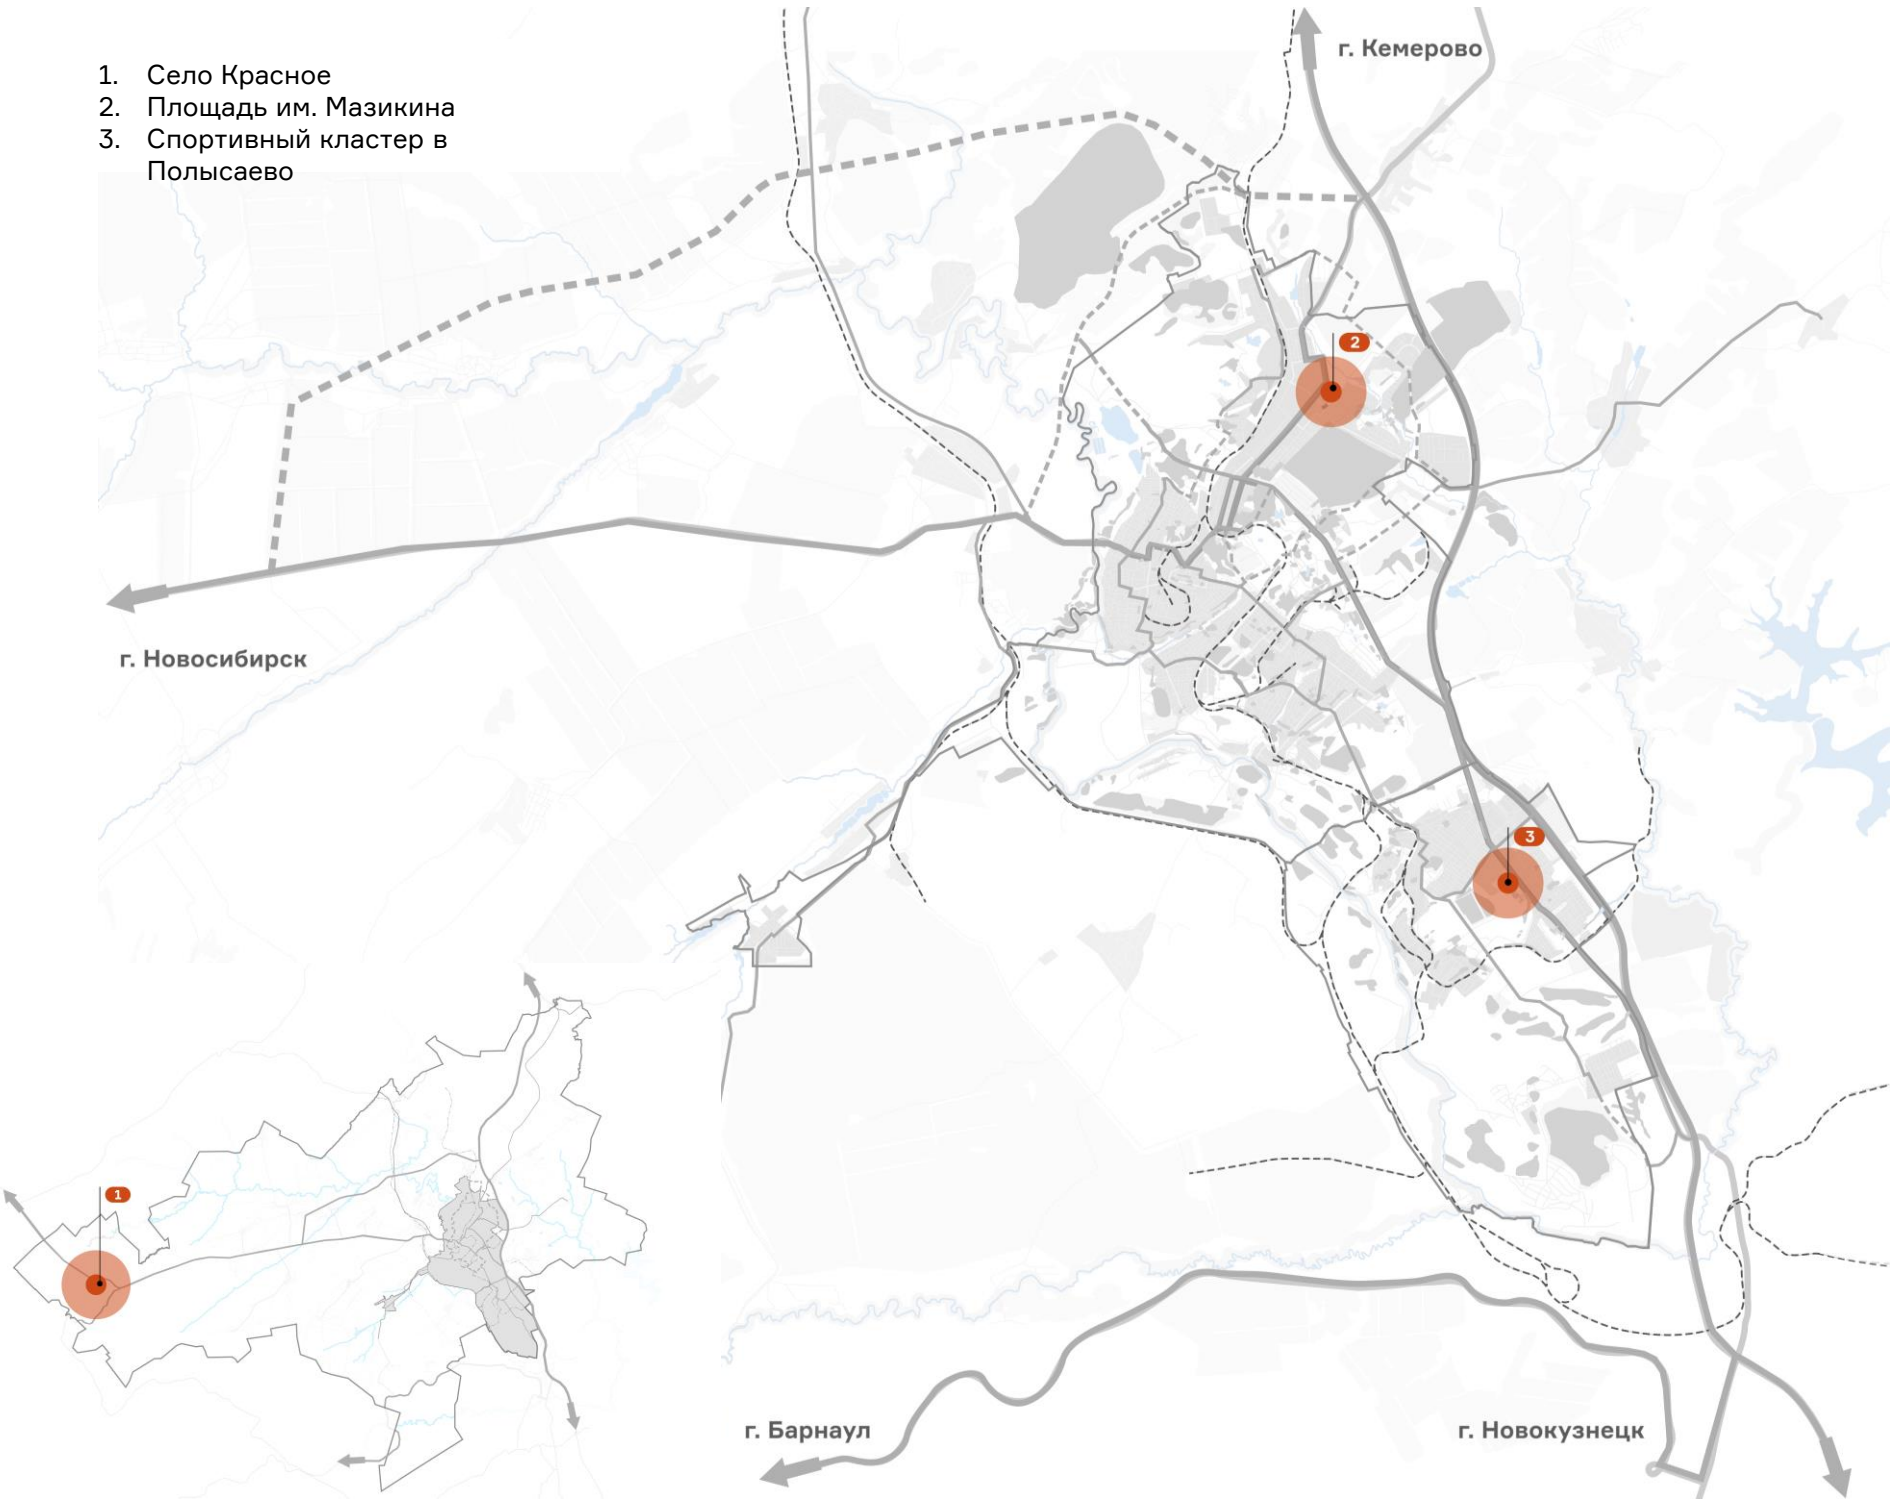 1. Село Красное
2. Площадь им. Мазикина
3. Спортивный кластер в
Полысаево
г. Кемерово
2
г. Новосибирск
3
1
г. Барнаул
г. Новокузнецк